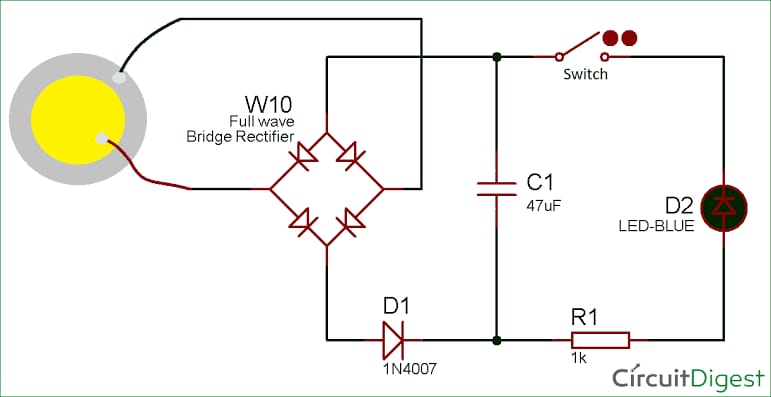 Switch
W10
Full wave
Bridge Rectifier
C1
47uF
D2
LED-BLUE
D1
1N4007
R1
1k
CircuitDigest